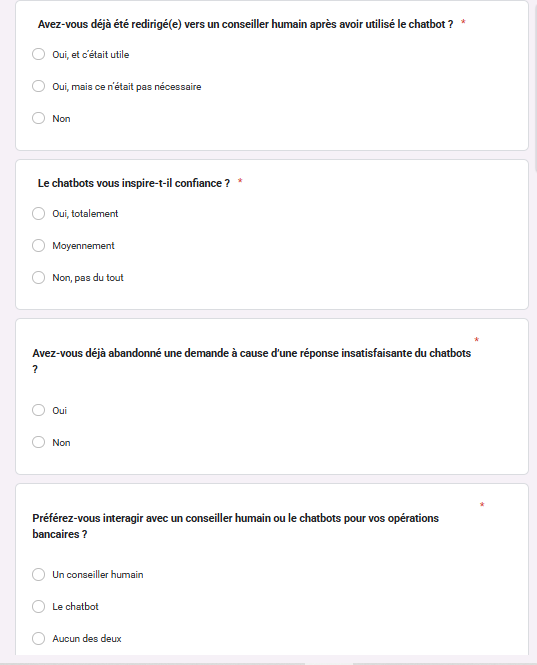 Avez-vous déjà été redirigé(e) vers un conseiller humain après avoir utilisé le chatbot ? *
Oui, et c'était utile
Oui, mais ce n'était pas nécessaire
Non
Le chatbots vous inspire-t-il confiance ? *
Oui, totalement
Moyennement
Non, pas du tout
*
Avez-vous déjà abandonné une demande à cause d'une réponse insatisfaisante du chatbots
?
Oui
Non
*
Préférez-vous interagir avec un conseiller humain ou le chatbots pour vos opérations
bancaires ?
Un conseiller humain
Le chatbot
Aucun des deux